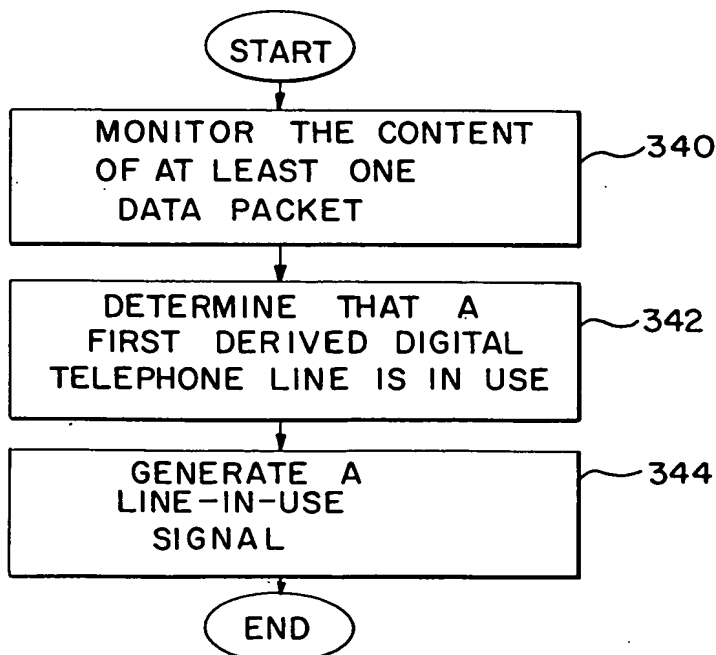 START
MONITOR THE CONTENT
OF AT LEAST ONE
DATA PACKET
340
DETERMINE THAT A
FIRST DERIVED DIGITAL
TELEPHONE LINE IS IN USE
342
GENERATE A
LINE-IN-USE
SIGNAL
344
END